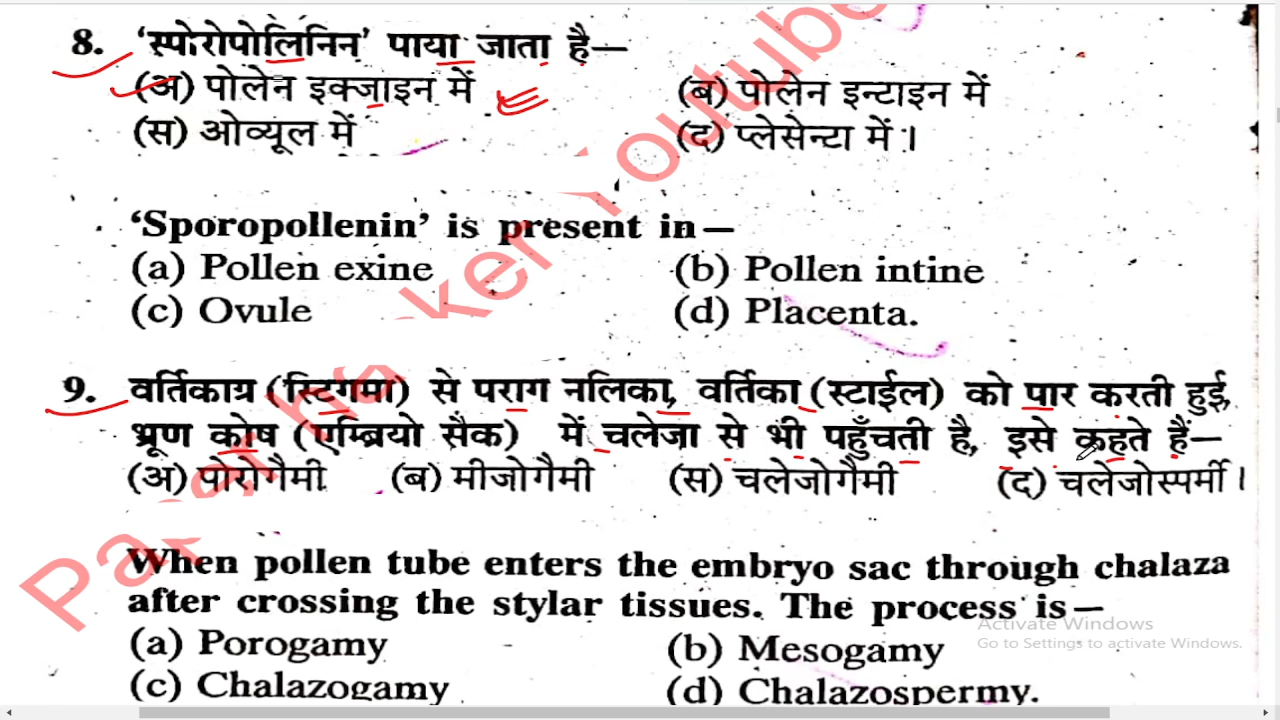 8. ‘स्पोरोपोलिनिन’ पाया जाता है—
(अ) पोलेन इक्जाइन में (ब) पोलेन इन्टाइन में
(स) ओव्यूल में (द) प्लेसेन्टा में।
‘Sporopollenin’ is present in—
(a) Pollen exine (b) Pollen intine
(c) Ovule (d) Placenta.
9. वर्तिकाग्र (स्टिगमा) से पराग नलिका, वर्तिका (स्टाईल) को पार करती हुई,
भ्रूण कोष (एम्ब्रियो सैक) में चलेजा से भी पहुँचती है, इसे कहते हैं—
(अ) पोरोगैमी (ब) मीजोगैमी (स) चलेजोगैमी (द) चलेजोस्पर्मी।
When pollen tube enters the embryo sac through chalaza
after crossing the stylar tissues. The process is—
(a) Porogamy (b) Mesogamy
(c) Chalazogamy (d) Chalazospermy.
Activate Windows
Go to Settings to activate Windows.